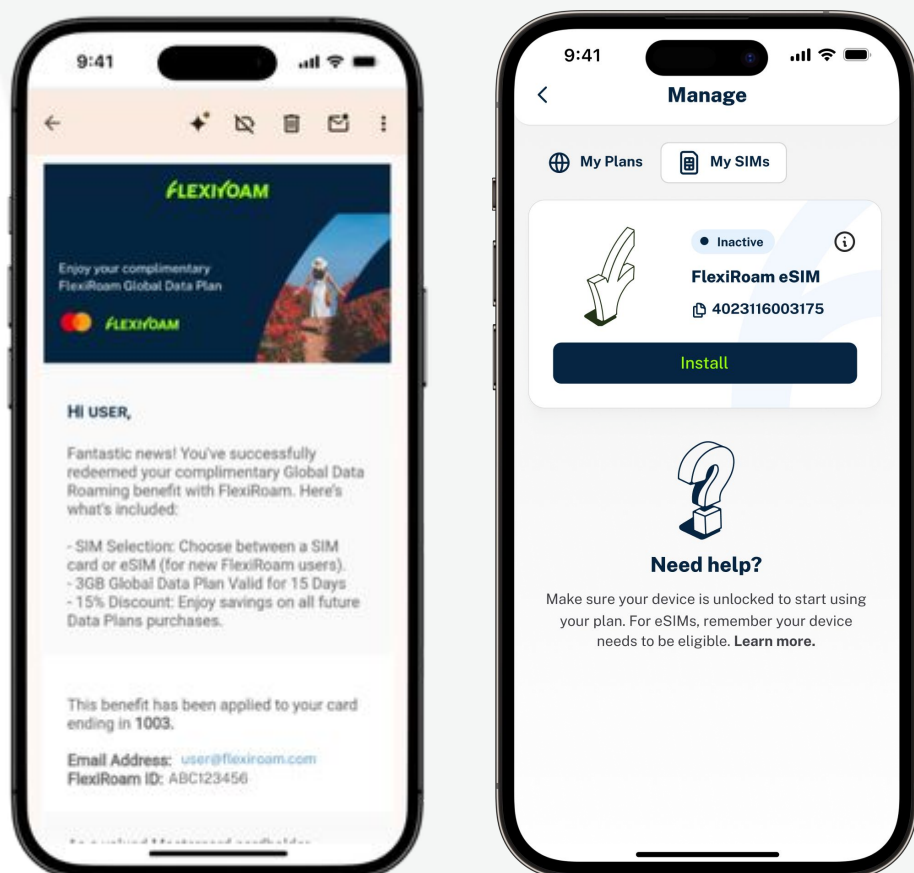 9:41
FLEXIROAM
Enjoy your complimentary
FlexiRoam Global Data Plan
FLEXIROAM
Hi USER,
Fantastic news! You've successfully
redeemed your complimentary Global Data
Roaming benefit with FlexiRoam. Here's
what's included:
- SIM Selection: Choose between a SIM
card or eSIM (for new FlexiRoam users).
- 3GB Global Data Plan Valid for 15 Days
- 15% Discount: Enjoy savings on all future
Data Plans purchases.
This benefit has been applied to your card
ending in 1003.
Email Address: user@flexiroam.com
FlexiRoam ID: ABC123456
As a valued Mastercard cardholder
9:41
Manage
My Plans
My SIMs
Inactive
FlexiRoam eSIM
4023116003175
Install
Need help?
Make sure your device is unlocked to start using
your plan. For eSIMs, remember your device
needs to be eligible. Learn more.